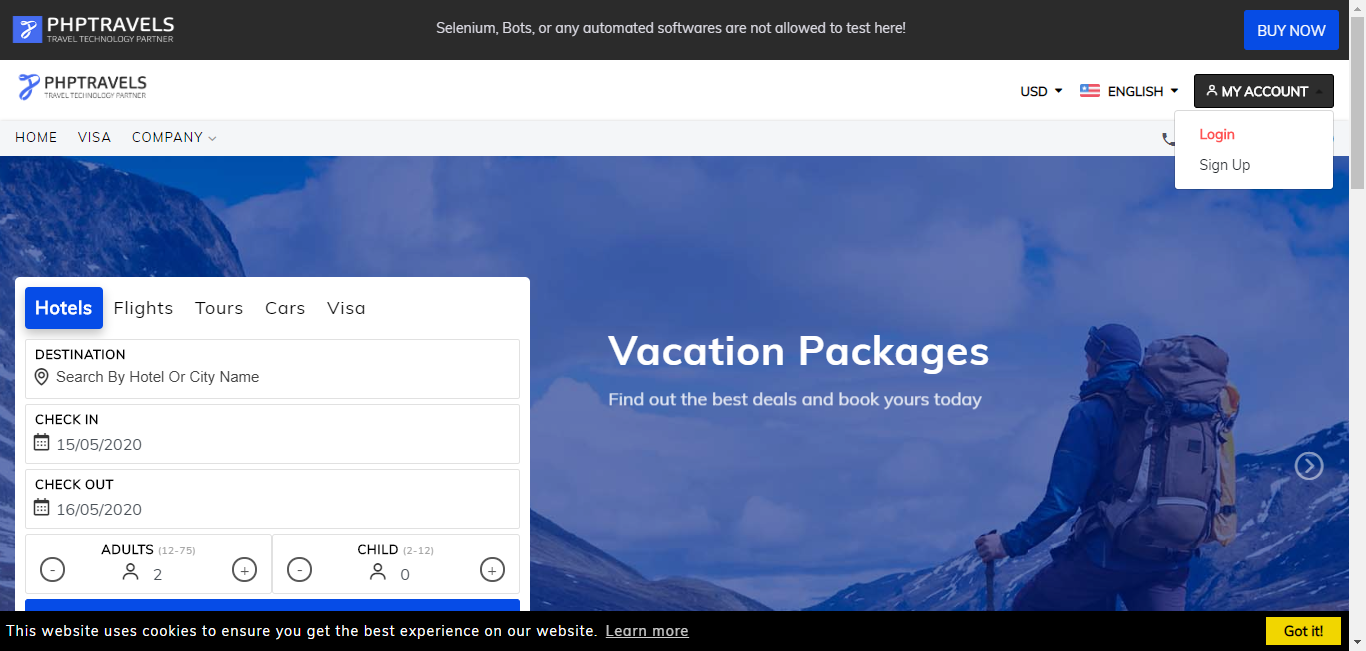 PHPTRAVELS
TRAVEL TECHNOLOGY PARTNER
Selenium, Bots, or any automated softwares are not allowed to test here!
BUY NOW
PHPTRAVELS
TRAVEL TECHNOLOGY PARTNER
USD
ENGLISH
MY ACCOUNT
Login
Sign Up
HOME VISA COMPANY
Hotels Flights Tours Cars Visa
DESTINATION
Search By Hotel Or City Name
CHECK IN
15/05/2020
CHECK OUT
16/05/2020
ADULTS (12-75)
- 2 +
CHILD (2-12)
- 0 +
Vacation Packages
Find out the best deals and book yours today
This website uses cookies to ensure you get the best experience on our website. Learn more
Got it!